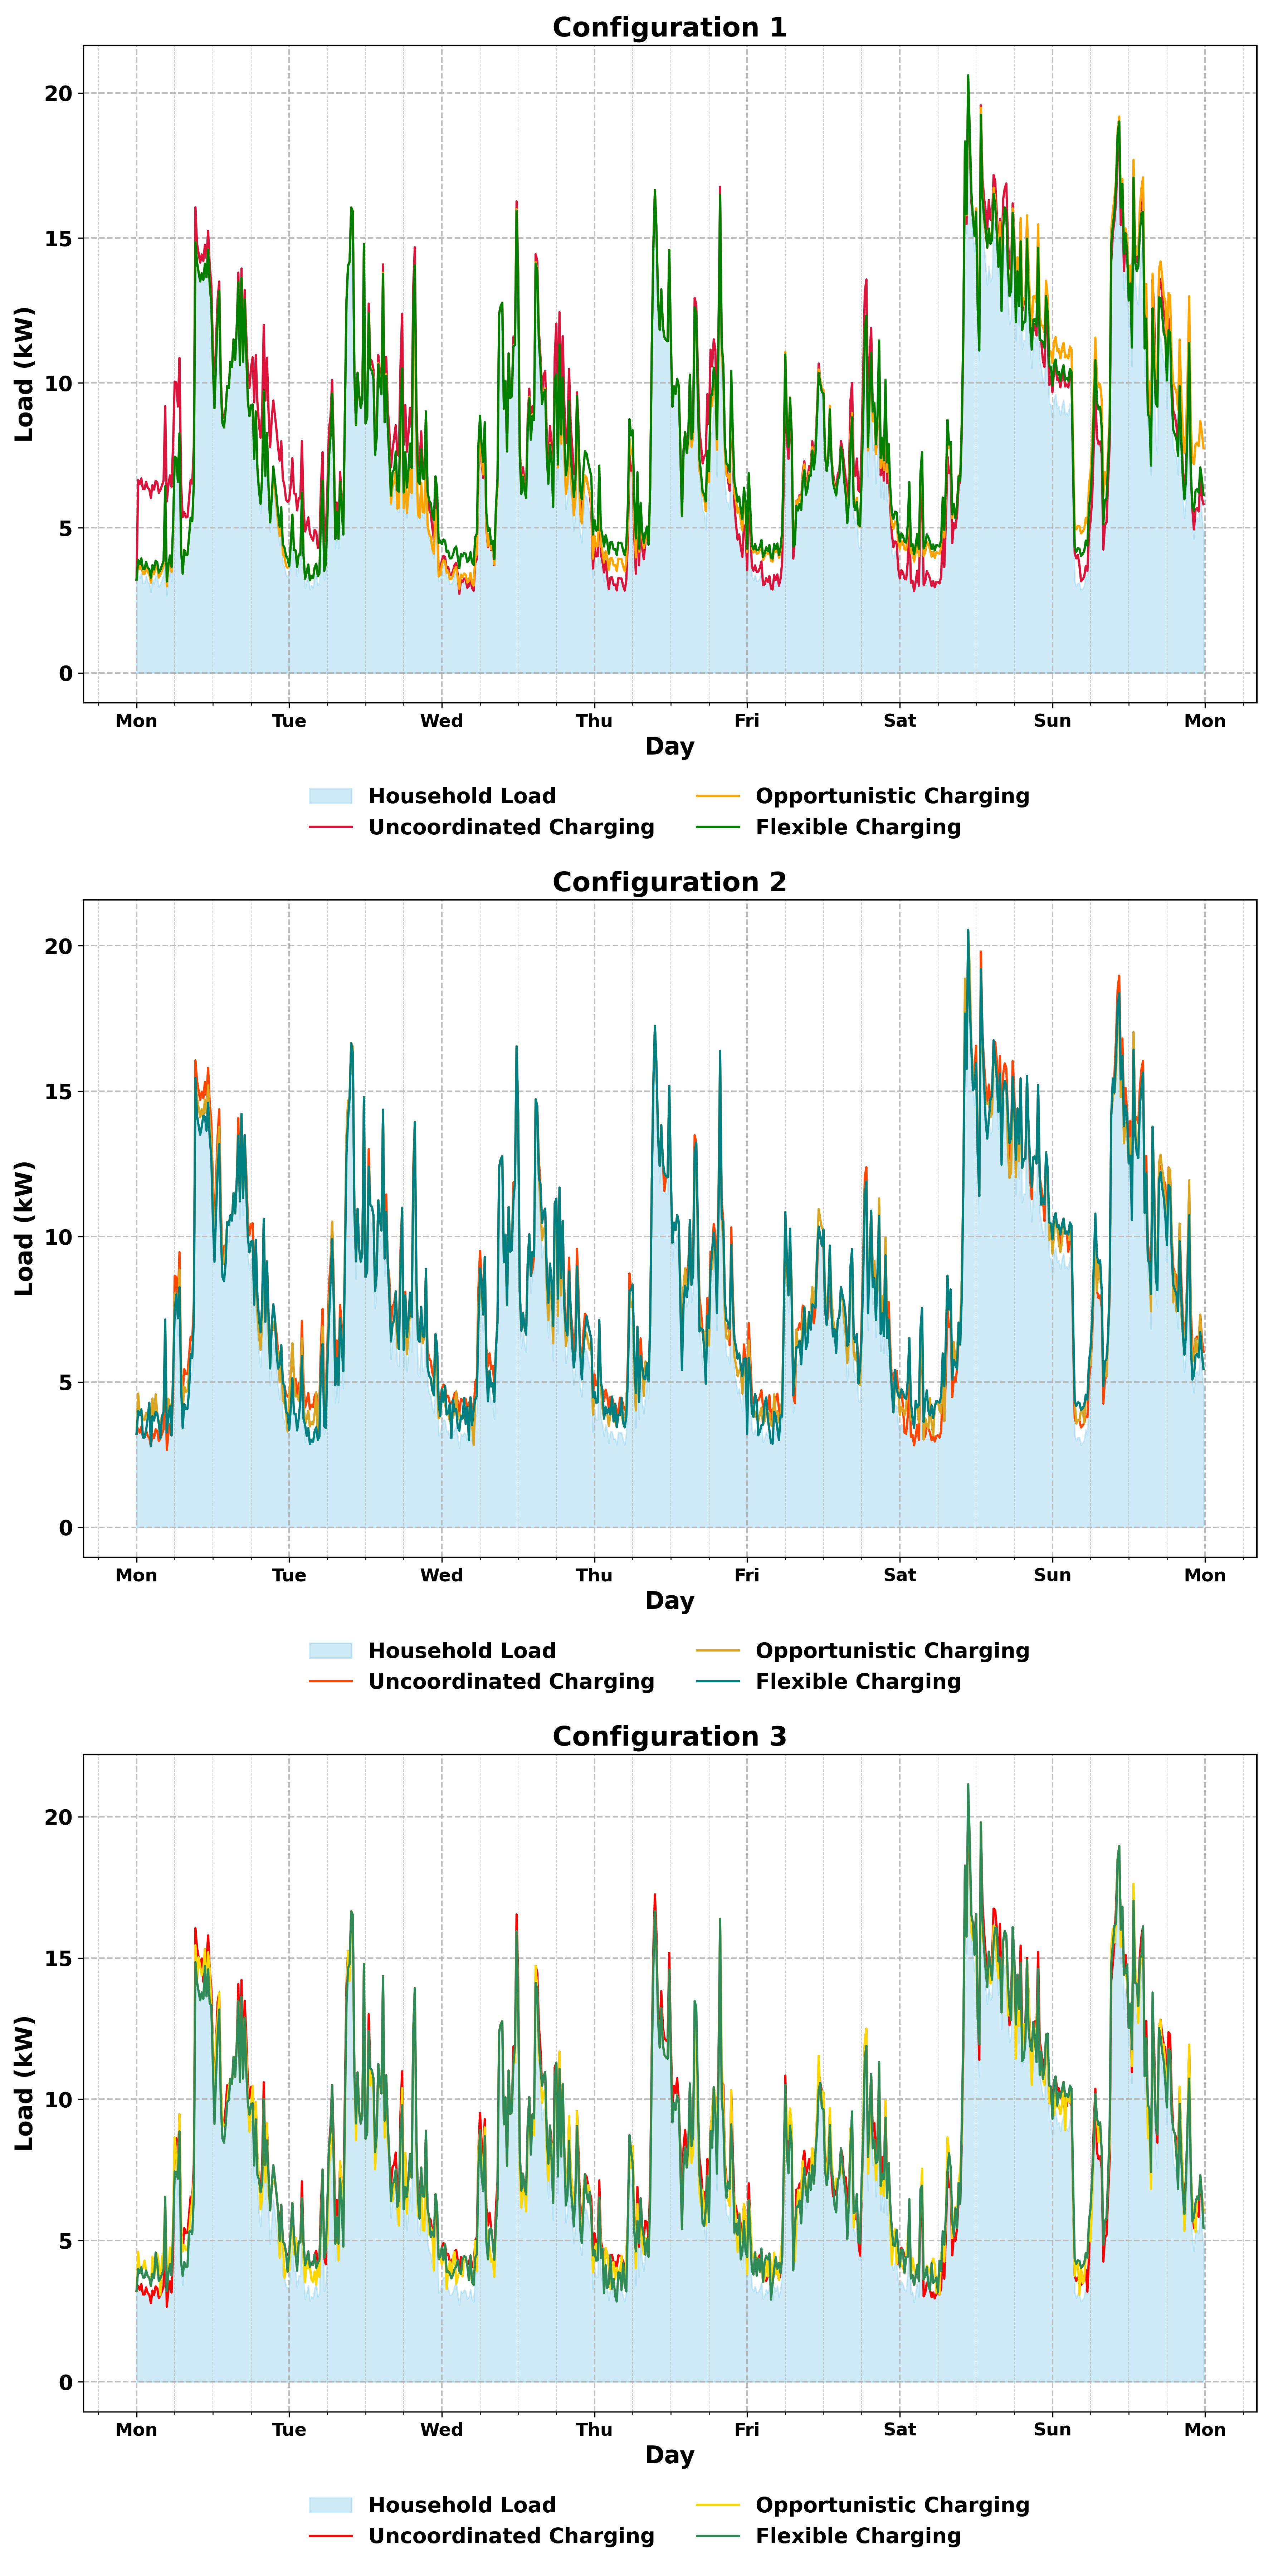 Configuration 1
Load (kW)
20
15
10
5
0
Mon Tue Wed Thu Fri Sat Sun Mon
Day
Household Load
Uncoordinated Charging
Opportunistic Charging
Flexible Charging
Configuration 2
Load (kW)
20
15
10
5
0
Mon Tue Wed Thu Fri Sat Sun Mon
Day
Household Load
Uncoordinated Charging
Opportunistic Charging
Flexible Charging
Configuration 3
Load (kW)
20
15
10
5
0
Mon Tue Wed Thu Fri Sat Sun Mon
Day
Household Load
Uncoordinated Charging
Opportunistic Charging
Flexible Charging